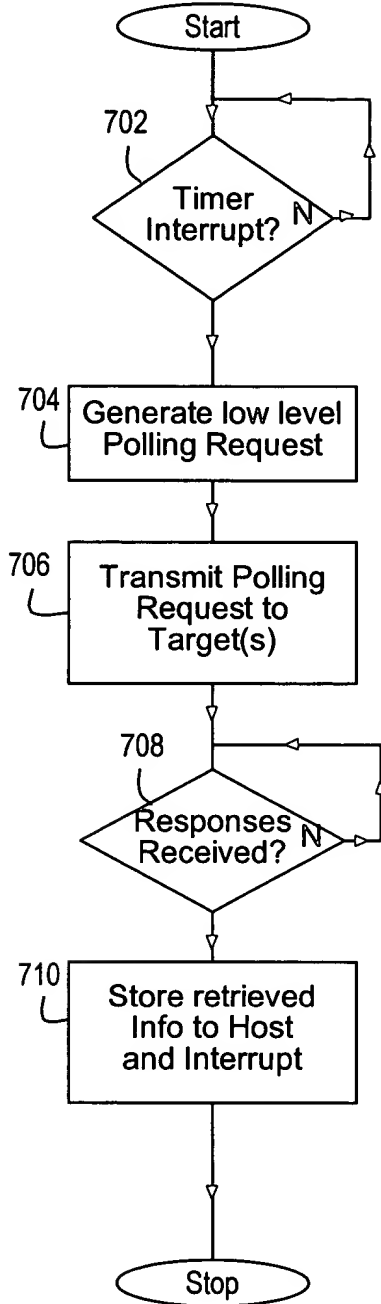 Start
702
Timer
Interrupt?
N
704
Generate low level
Polling Request
706
Transmit Polling
Request to
Target(s)
708
Responses
Received?
N
710
Store retrieved
Info to Host
and Interrupt
Stop